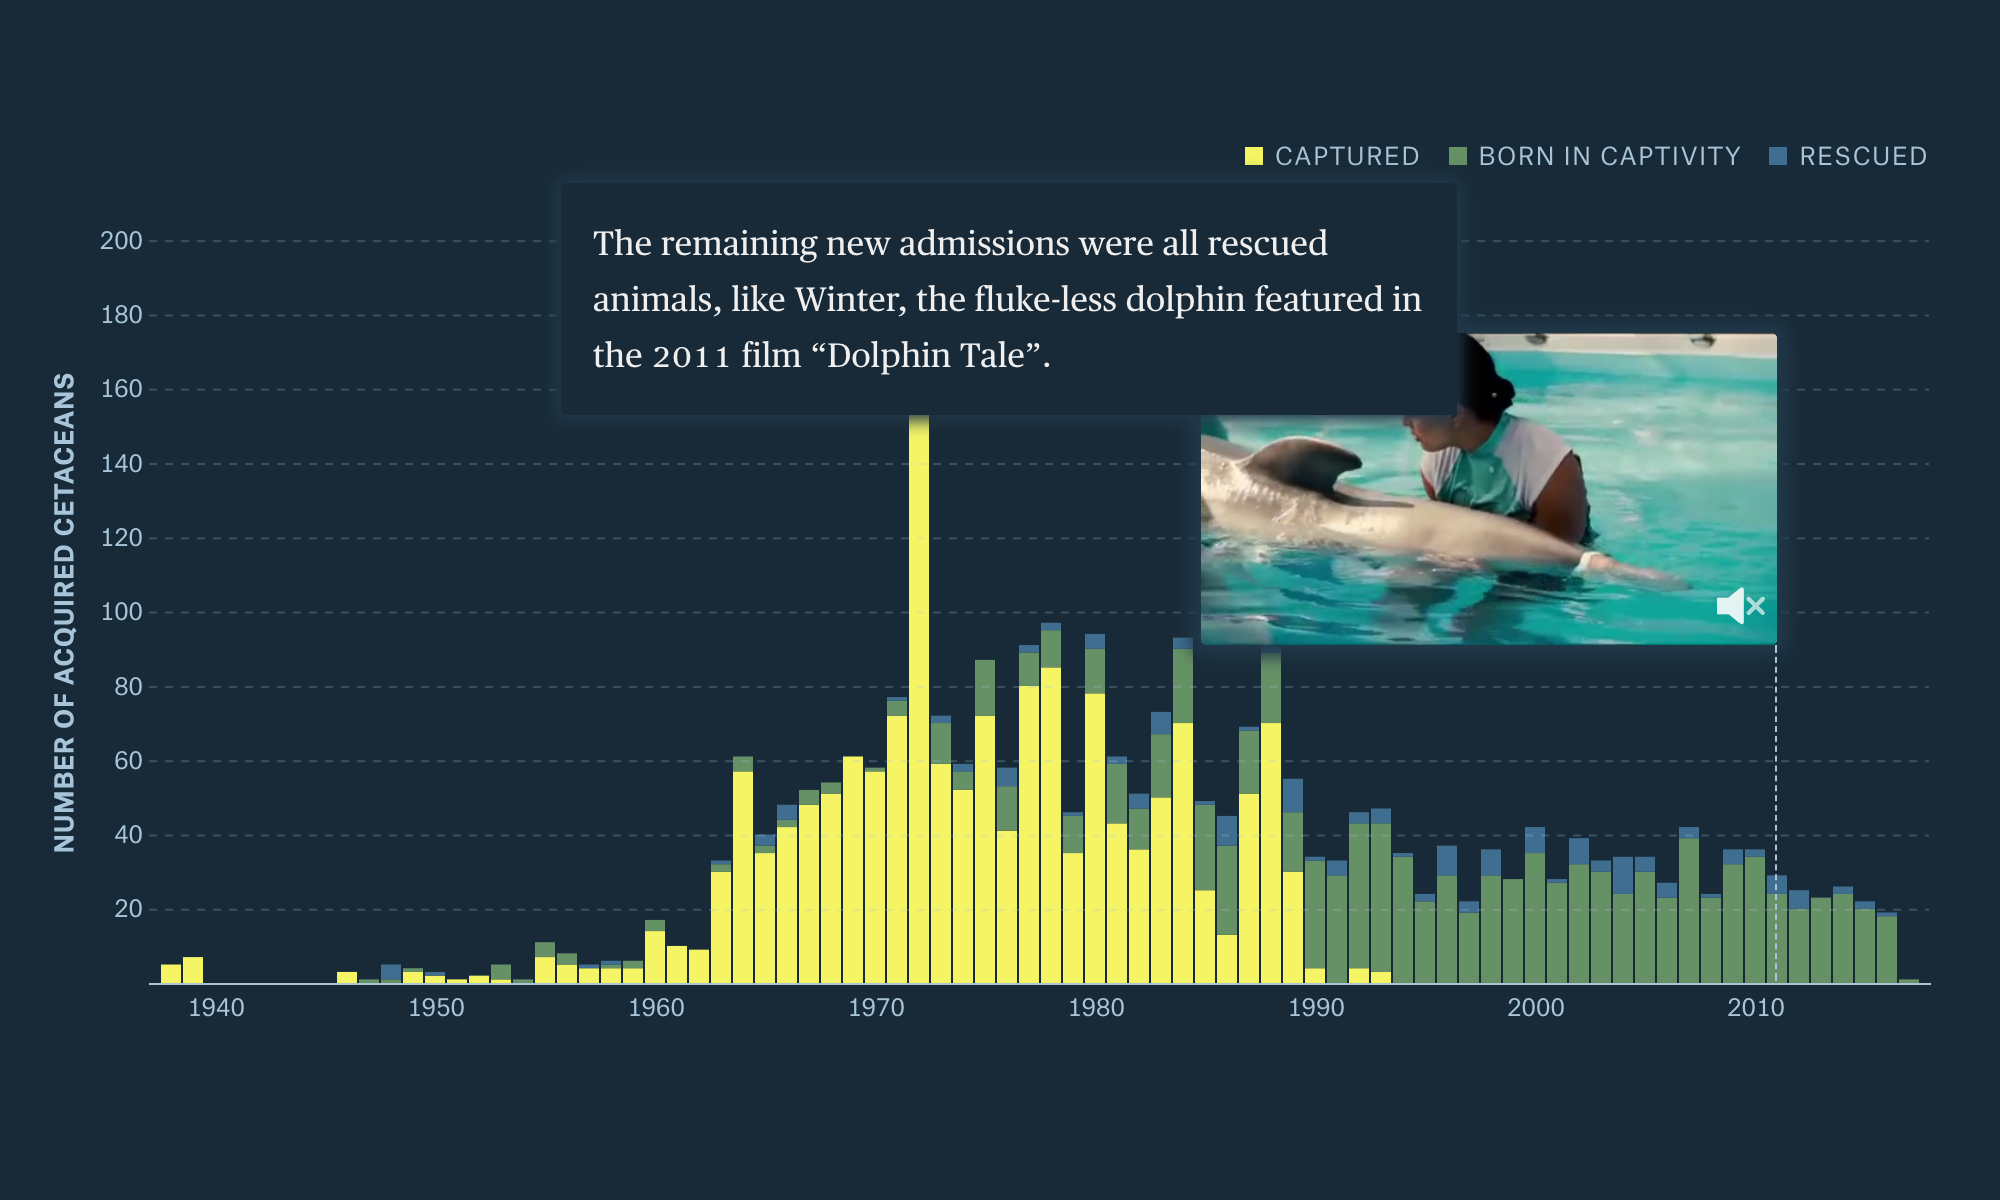 CAPTURED BORN IN CAPTIVITY RESCUED
The remaining new admissions were all rescued
animals, like Winter, the fluke-less dolphin featured in
the 2011 film “Dolphin Tale”.
NUMBER OF ACQUIRED CETACEANS
200
180
160
140
120
100
80
60
40
20
1940 1950 1960 1970 1980 1990 2000 2010